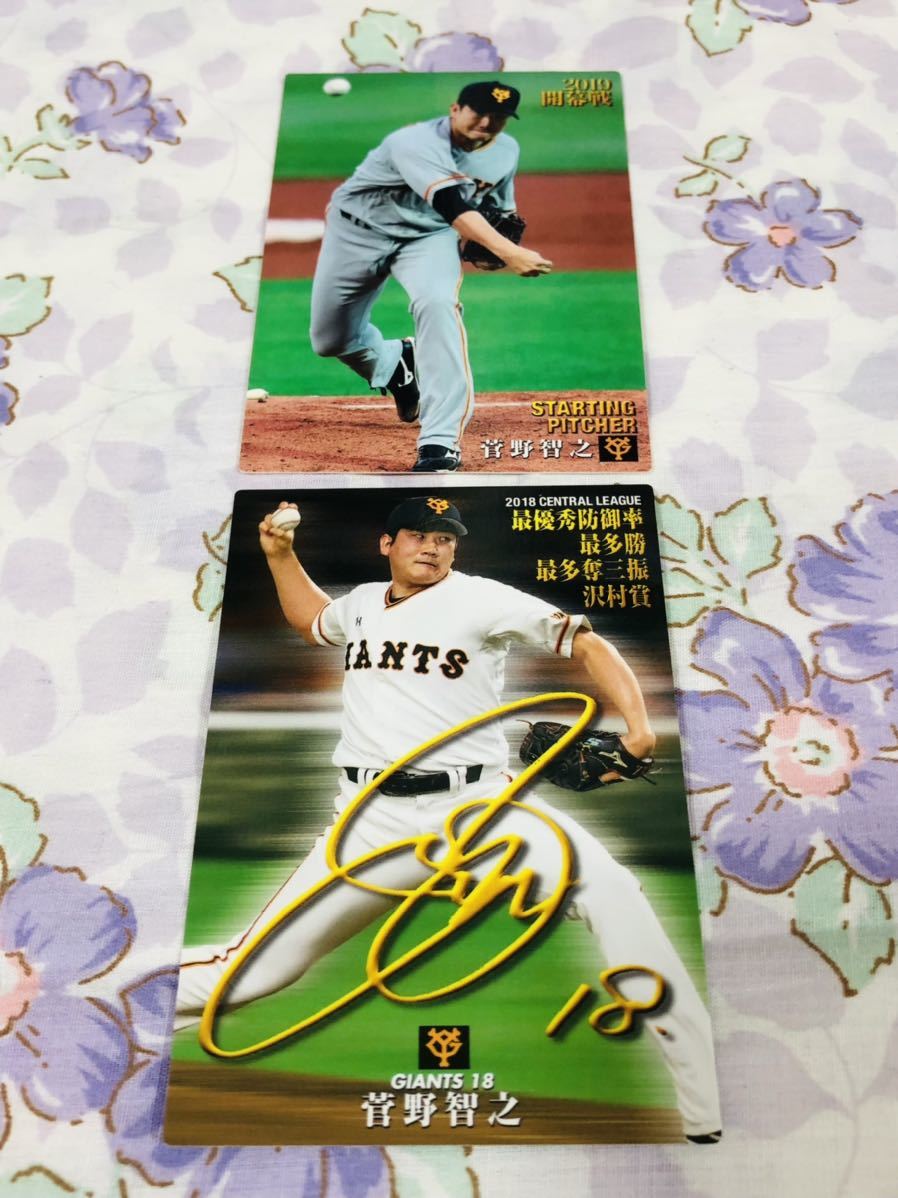 2019
開幕戦
STARTING
PITCHER
菅野智之
2018 CENTRAL LEAGUE
最優秀防御率
最多勝
最多奪三振
沢村賞
GIANTS
18
GIANTS 18
菅野智之